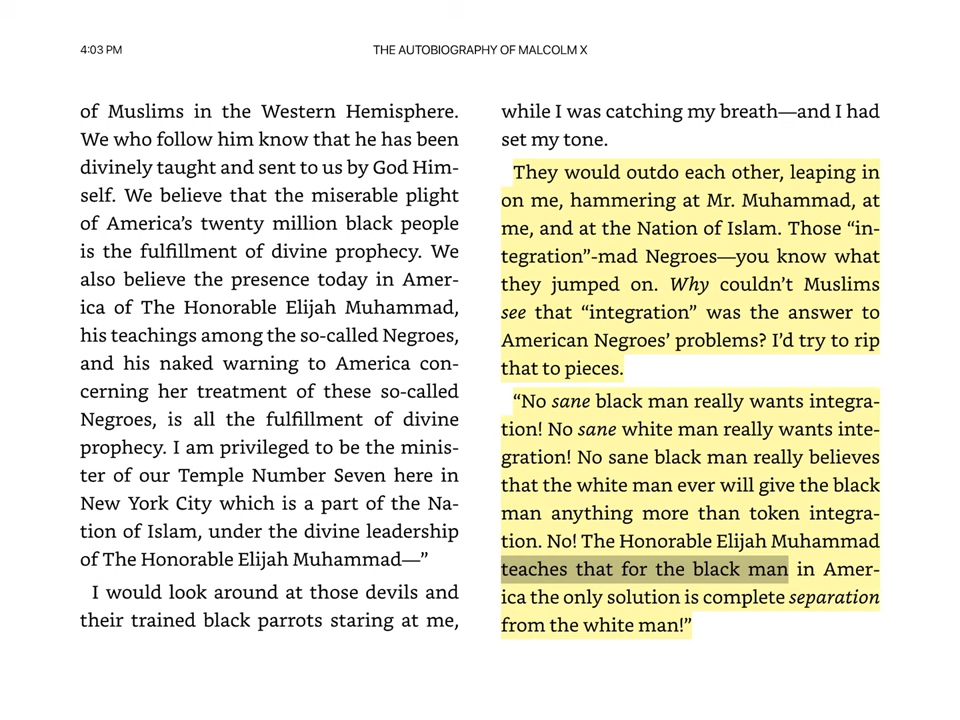 4:03 PM
THE AUTOBIOGRAPHY OF MALCOLM X
of Muslims in the Western Hemisphere.
We who follow him know that he has been
divinely taught and sent to us by God Him-
self. We believe that the miserable plight
of America’s twenty million black people
is the fulfillment of divine prophecy. We
also believe the presence today in Amer-
ica of The Honorable Elijah Muhammad,
his teachings among the so-called Negroes,
and his naked warning to America con-
cerning her treatment of these so-called
Negroes, is all the fulfillment of divine
prophecy. I am privileged to be the minis-
ter of our Temple Number Seven here in
New York City which is a part of the Na-
tion of Islam, under the divine leadership
of The Honorable Elijah Muhammad—”
I would look around at those devils and
their trained black parrots staring at me,
while I was catching my breath—and I had
set my tone.
They would outdo each other, leaping in
on me, hammering at Mr. Muhammad, at
me, and at the Nation of Islam. Those “in-
tegration”-mad Negroes—you know what
they jumped on. Why couldn’t Muslims
see that “integration” was the answer to
American Negroes’ problems? I’d try to rip
that to pieces.
“No sane black man really wants integra-
tion! No sane white man really wants inte-
gration! No sane black man really believes
that the white man ever will give the black
man anything more than token integra-
tion. No! The Honorable Elijah Muhammad
teaches that for the black man in Amer-
ica the only solution is complete separation
from the white man!”